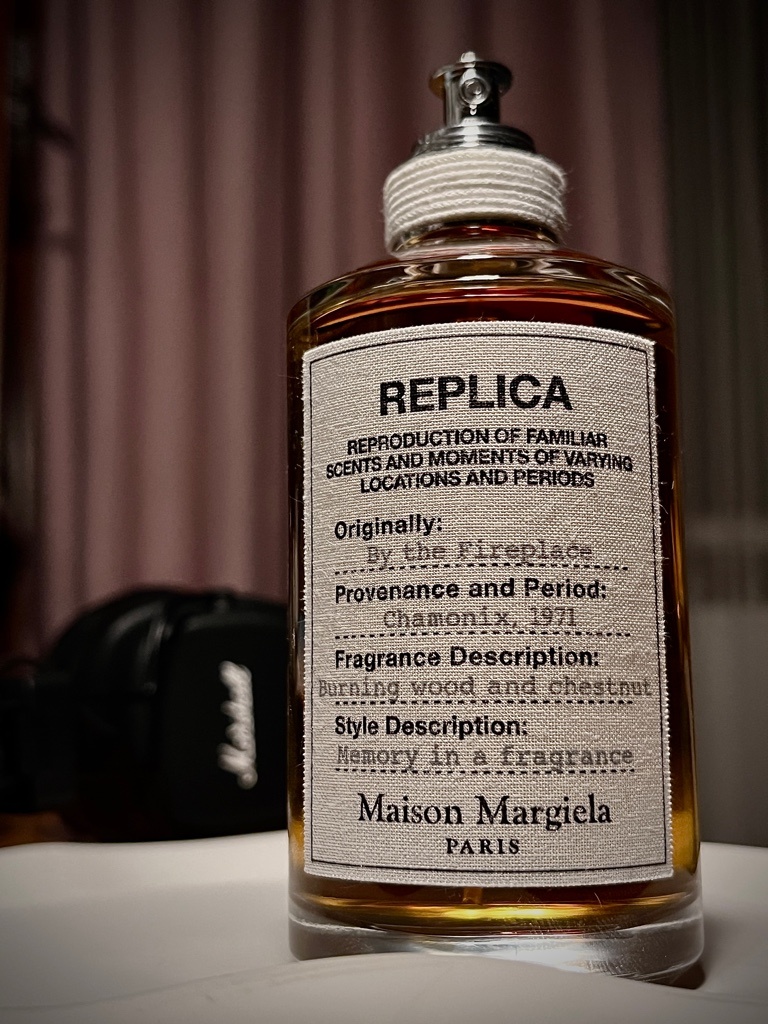 REPLICA
REPRODUCTION OF FAMILIAR
SCENTS AND MOMENTS OF VARYING
LOCATIONS AND PERIODS
Originally:
By the Fireplace
Provenance and Period:
Chamonix, 1971
Fragrance Description:
Burning wood and chestnut
Style Description:
Memory in a fragrance
Maison Margiela
PARIS
Marshall